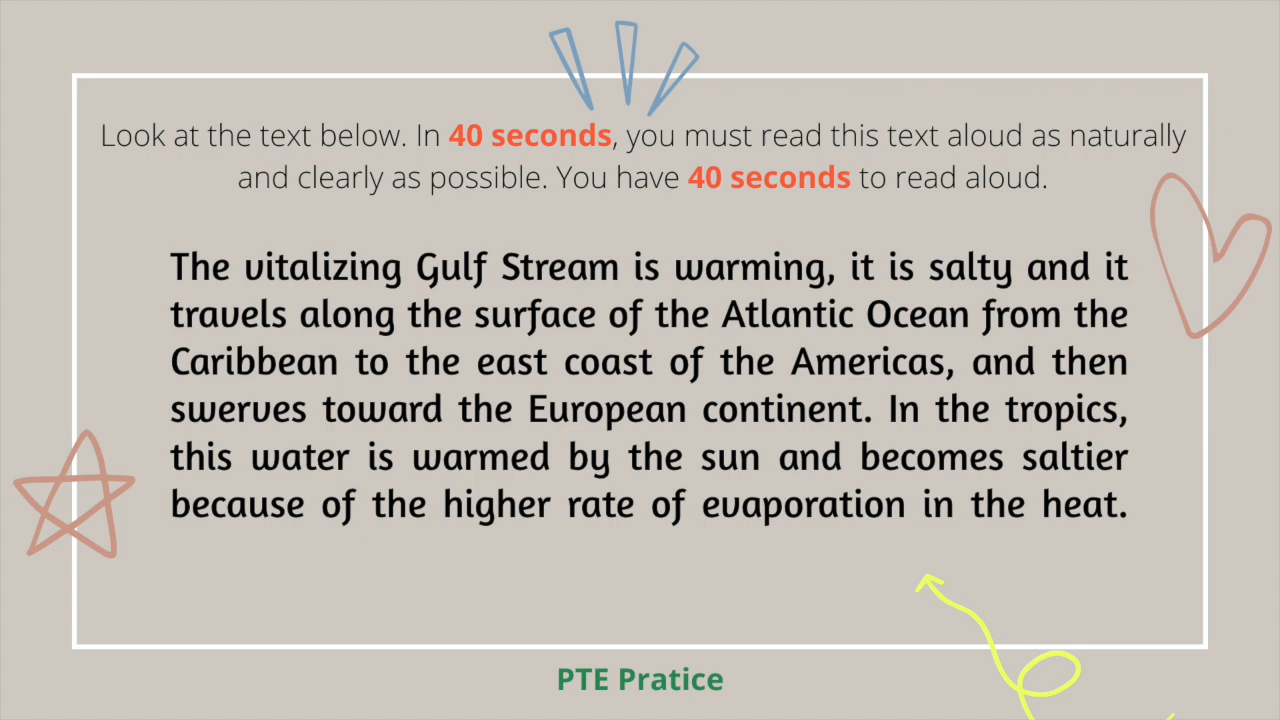 Look at the text below. In 40 seconds, you must read this text aloud as naturally
and clearly as possible. You have 40 seconds to read aloud.
The vitalizing Gulf Stream is warming, it is salty and it
travels along the surface of the Atlantic Ocean from the
Caribbean to the east coast of the Americas, and then
swerves toward the European continent. In the tropics,
this water is warmed by the sun and becomes saltier
because of the higher rate of evaporation in the heat.
PTE Pratice